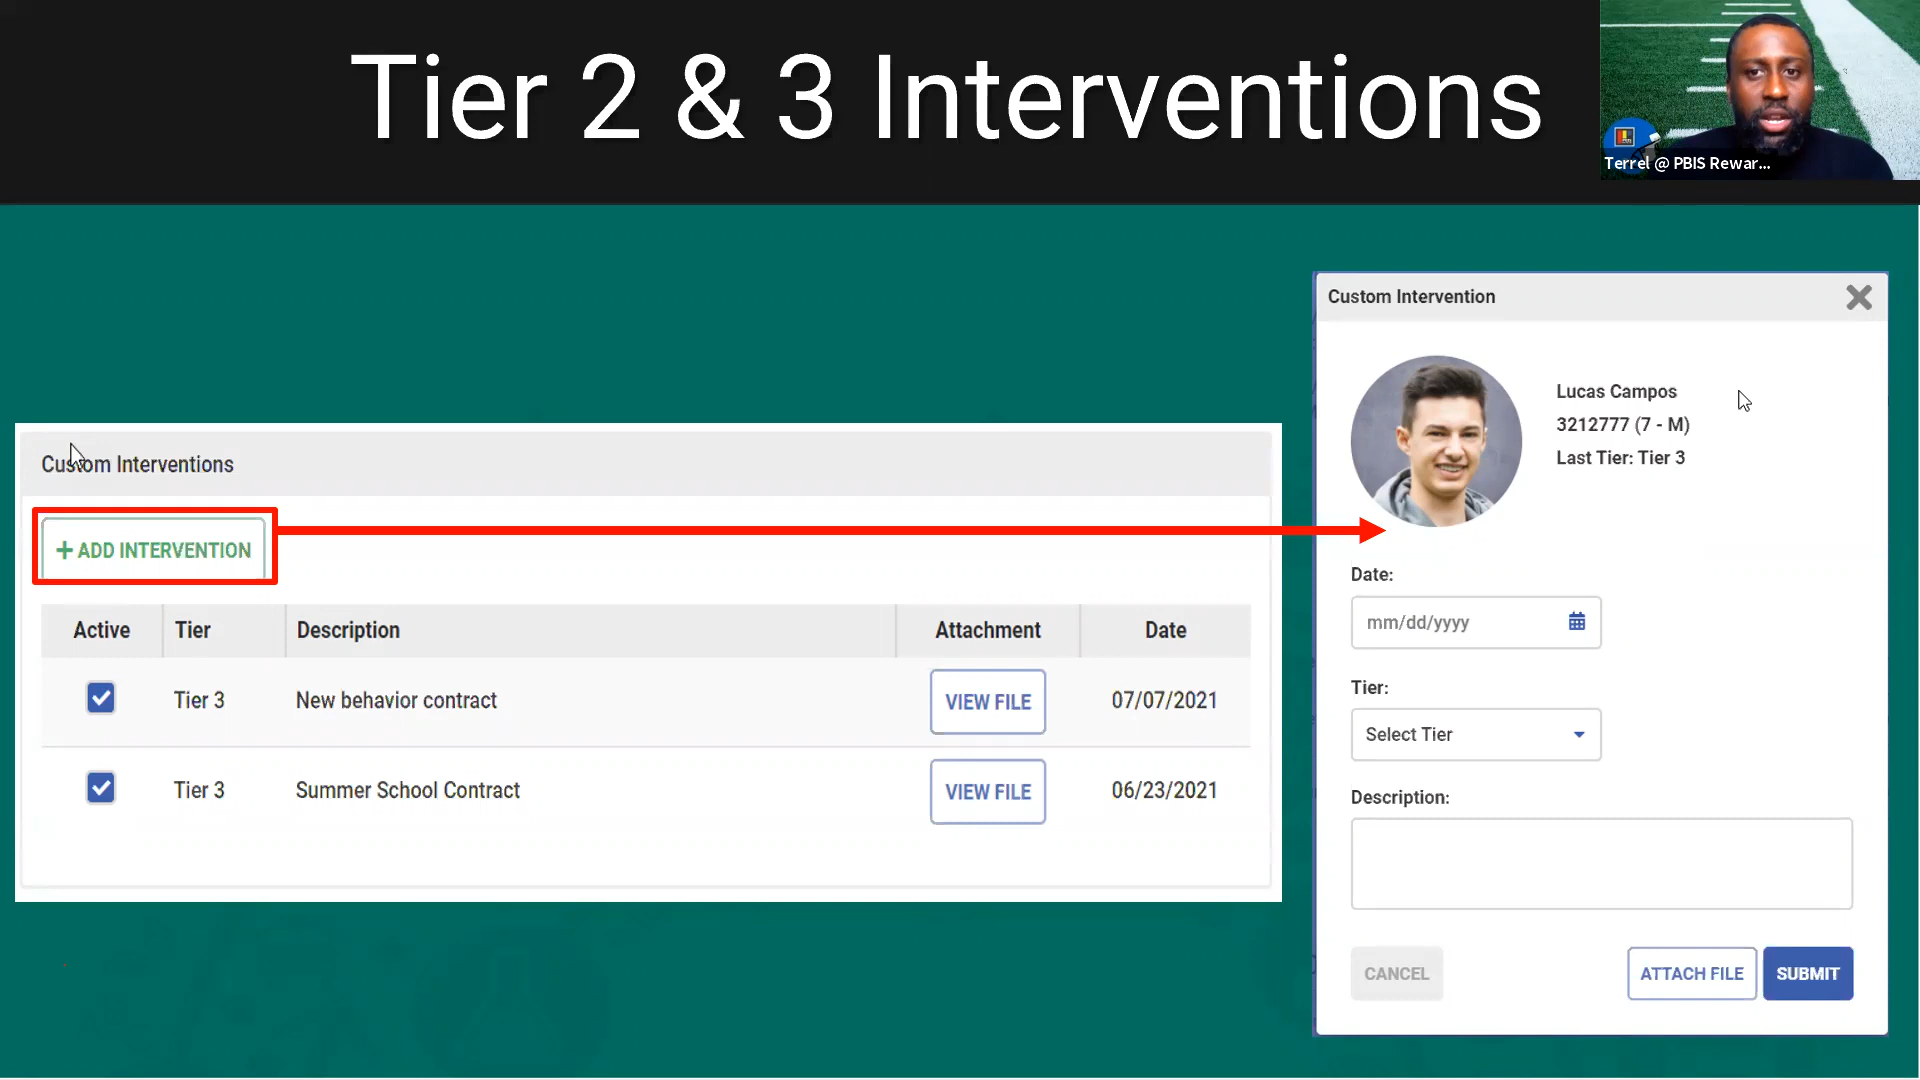 Tier 2 & 3 Interventions
Terrel @ PBIS Rewar...
Custom Interventions
+ ADD INTERVENTION
Active Tier Description Attachment Date
Tier 3 New behavior contract VIEW FILE 07/07/2021
Tier 3 Summer School Contract VIEW FILE 06/23/2021
Custom Intervention
Lucas Campos
3212777 (7 - M)
Last Tier: Tier 3
Date:
mm/dd/yyyy
Tier:
Select Tier
Description:
CANCEL ATTACH FILE SUBMIT